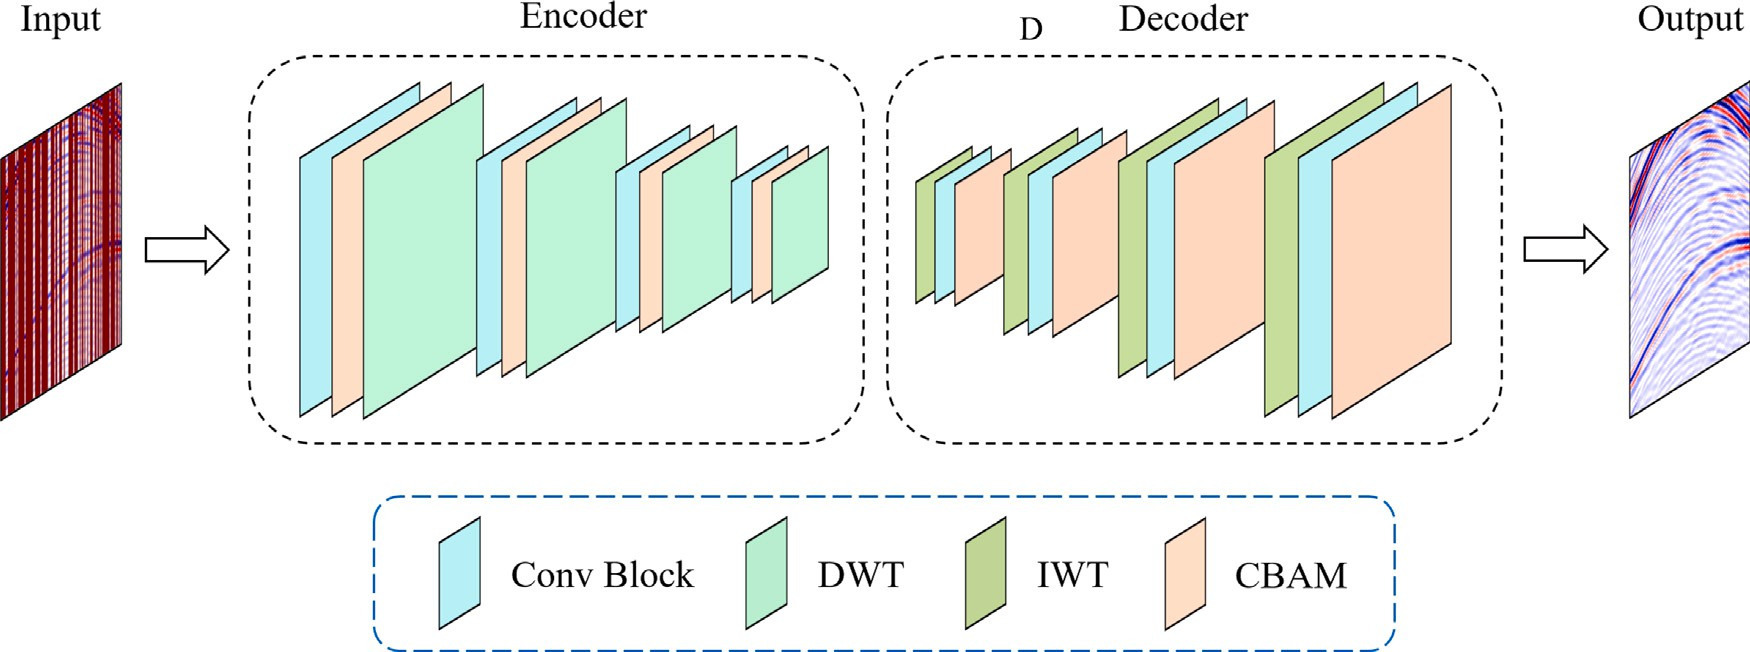 Input
Encoder
D
Decoder
Output
Conv Block
DWT
IWT
CBAM